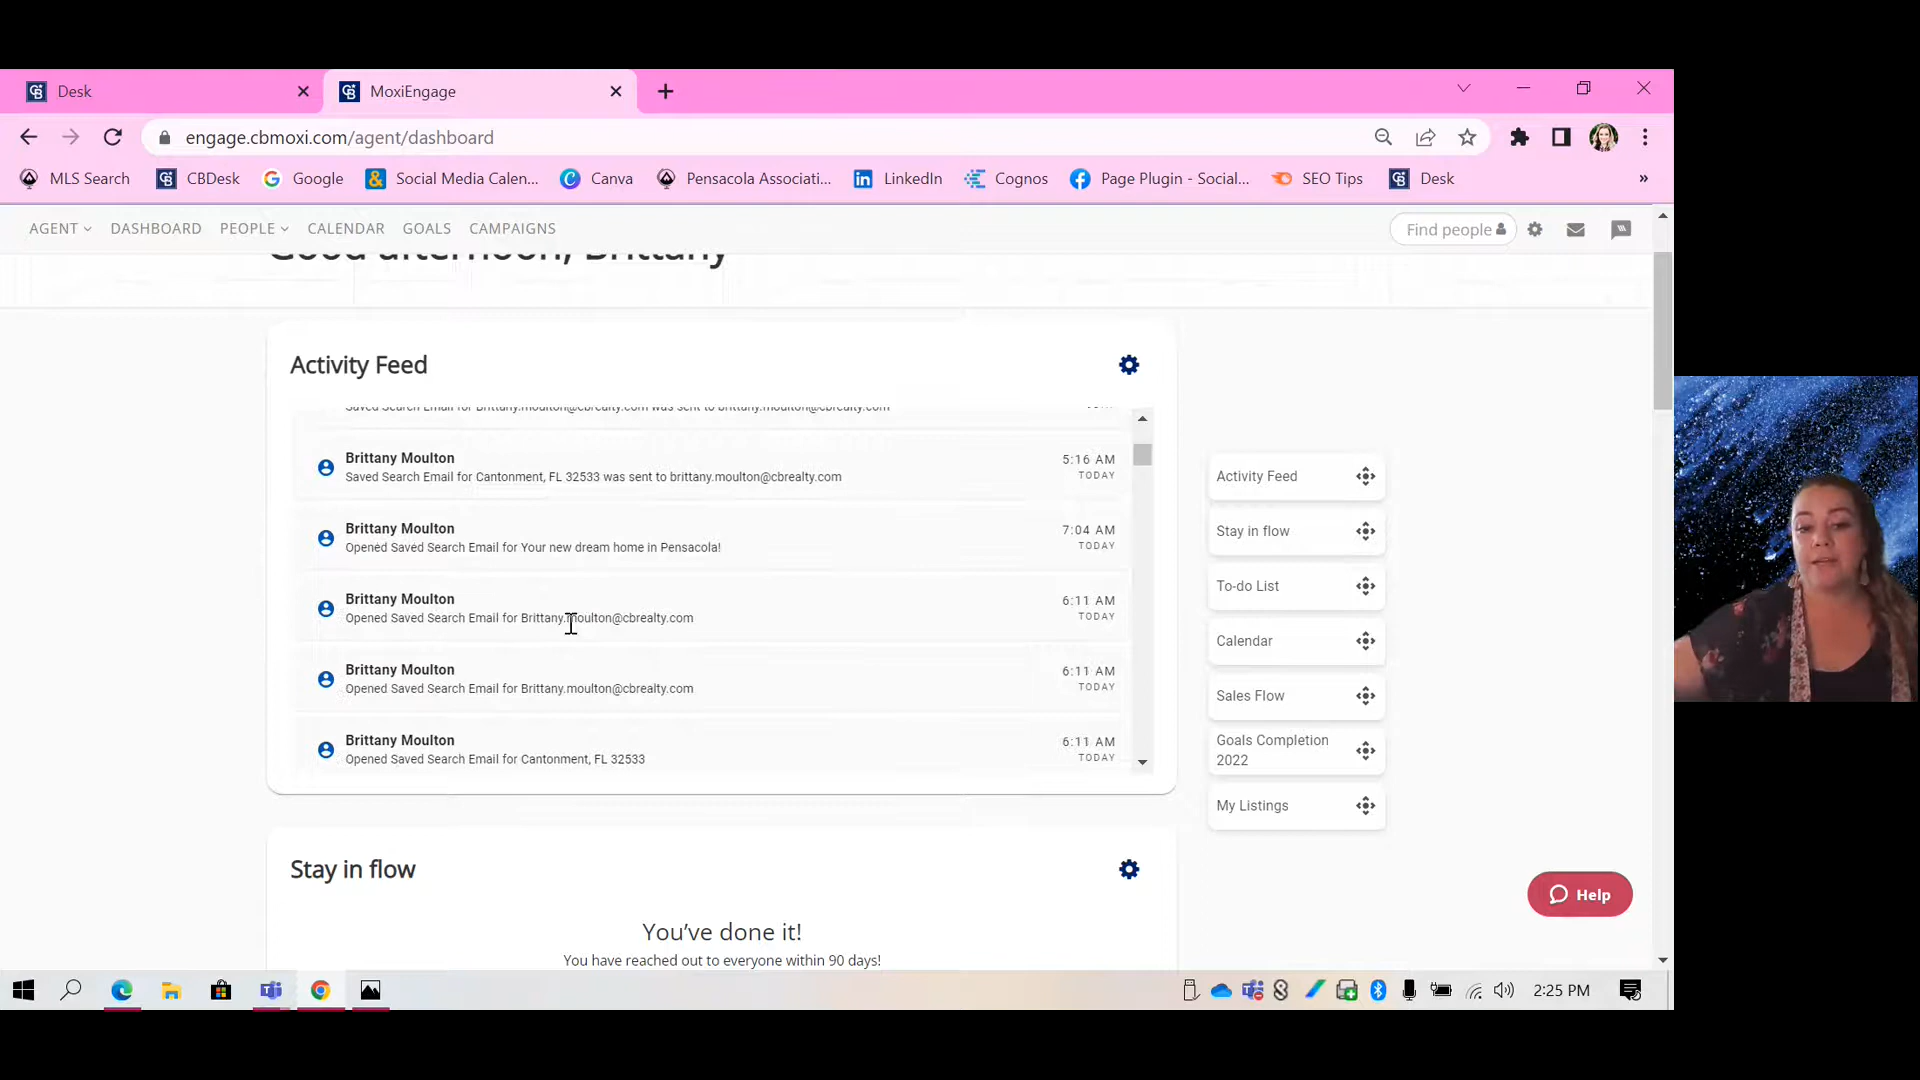 Desk
MoxiEngage
engage.cbmoxi.com/agent/dashboard
MLS Search
CBDesk
Google
Social Media Calen...
Canva
Pensacola Associati...
LinkedIn
Cognos
Page Plugin - Social...
SEO Tips
Desk
»
AGENT
DASHBOARD
PEOPLE
CALENDAR
GOALS
CAMPAIGNS
Find people
Good afternoon, Brittany
Activity Feed
Saved Search Email for Brittany.moulton@cbrealty.com was sent to brittany.moulton@cbrealty.com
Brittany Moulton
5:16 AM
Saved Search Email for Cantonment, FL 32533 was sent to brittany.moulton@cbrealty.com
TODAY
Brittany Moulton
7:04 AM
Opened Saved Search Email for Your new dream home in Pensacola!
TODAY
Brittany Moulton
6:11 AM
Opened Saved Search Email for Brittany.moulton@cbrealty.com
TODAY
Brittany Moulton
6:11 AM
Opened Saved Search Email for Brittany.moulton@cbrealty.com
TODAY
Brittany Moulton
6:11 AM
Opened Saved Search Email for Cantonment, FL 32533
TODAY
Activity Feed
Stay in flow
To-do List
Calendar
Sales Flow
Goals Completion
2022
My Listings
Stay in flow
You've done it!
You have reached out to everyone within 90 days!
Help
2:25 PM